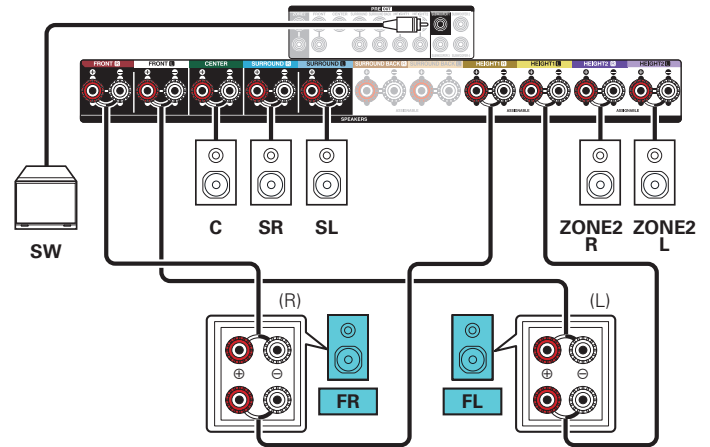 PRE OUT
FRONT R FRONT L CENTER SURROUND R SURROUND L SURROUND BACK R SURROUND BACK L HEIGHT1 R HEIGHT1 L HEIGHT2 R HEIGHT2 L
ASSIGNABLE ASSIGNABLE ASSIGNABLE
SPEAKERS
SW
C SR SL
ZONE2 R
ZONE2 L
(R)
(L)
FR
FL